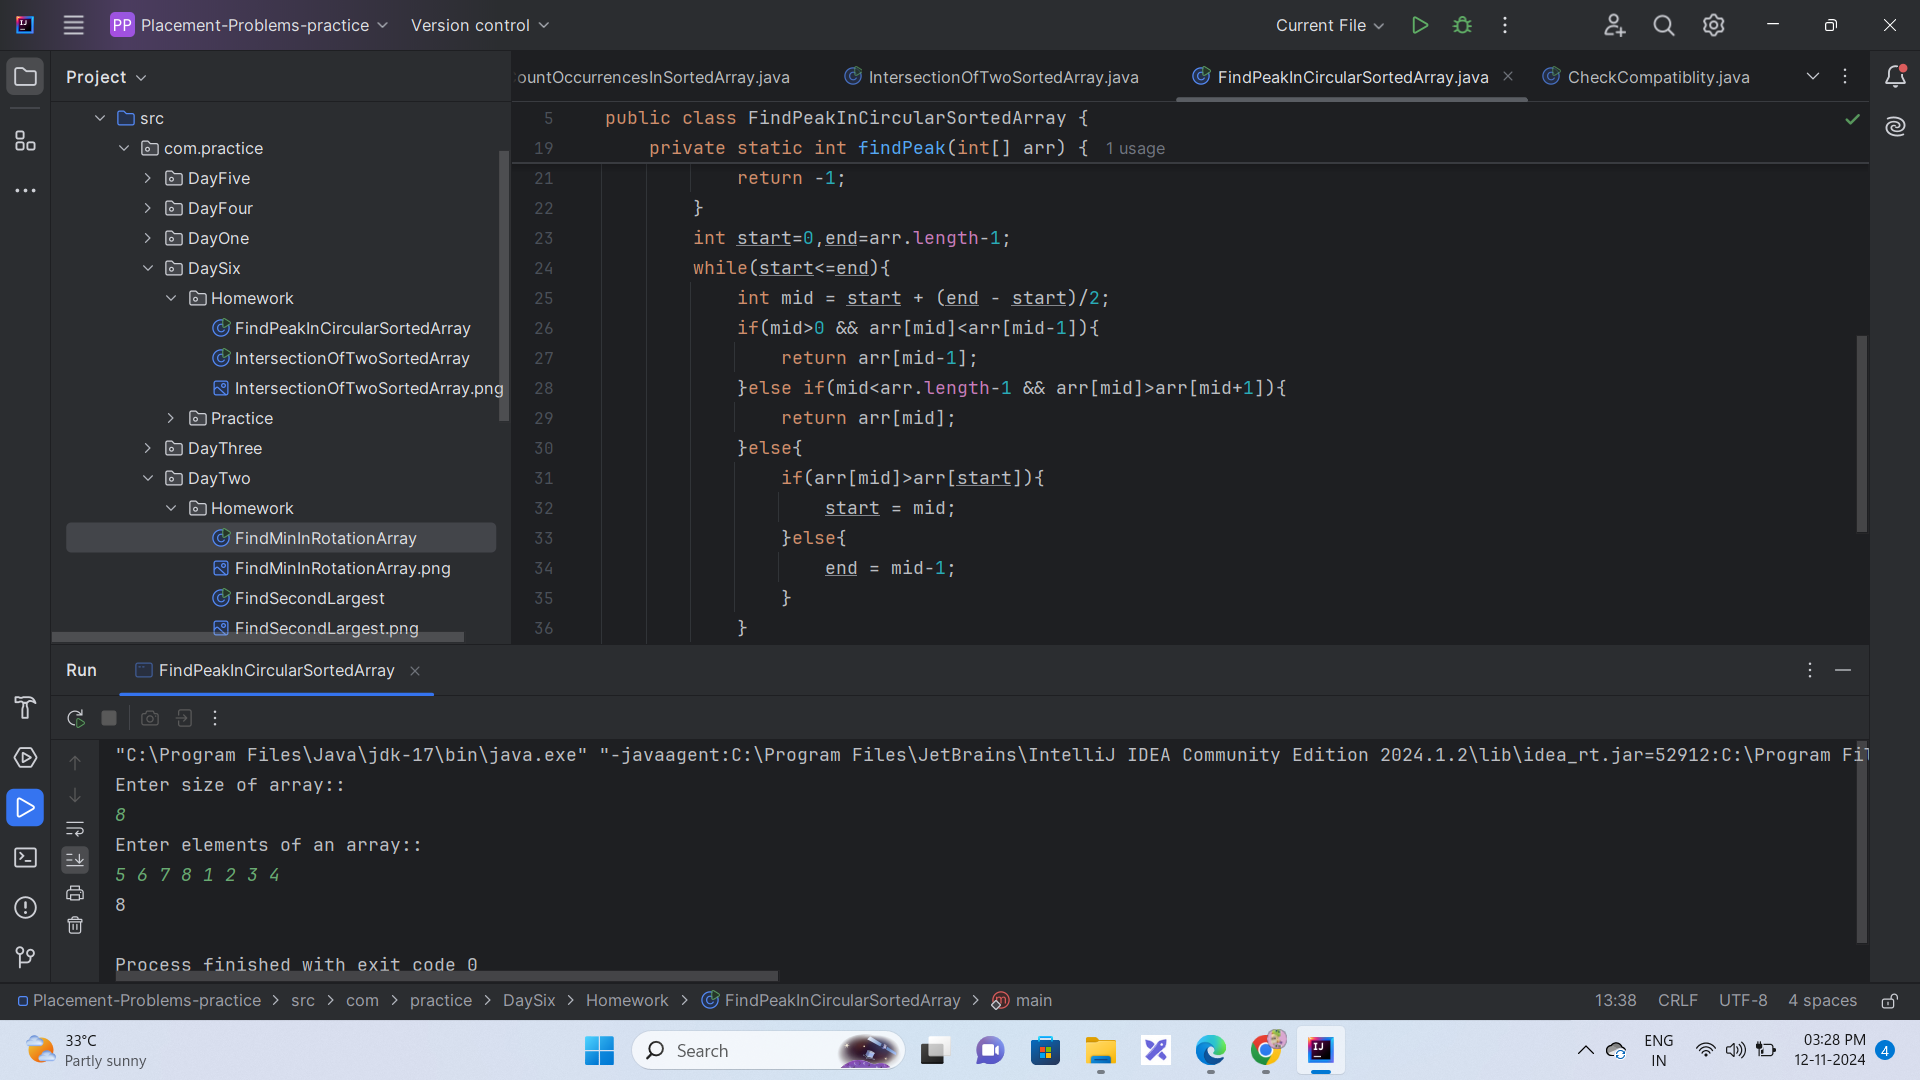 PP Placement-Problems-practice Version control Current File
Project
ountOccurrencesInSortedArray.java IntersectionOfTwoSortedArray.java FindPeakInCircularSortedArray.java CheckCompatiblity.java
src
com.practice
DayFive
DayFour
DayOne
DaySix
Homework
FindPeakInCircularSortedArray
IntersectionOfTwoSortedArray
IntersectionOfTwoSortedArray.png
Practice
DayThree
DayTwo
Homework
FindMinInRotationArray
FindMinInRotationArray.png
FindSecondLargest
FindSecondLargest.png
5 public class FindPeakInCircularSortedArray {
19 private static int findPeak(int[] arr) { 1 usage
21 return -1;
22 }
23 int start=0,end=arr.length-1;
24 while(start<=end){
25 int mid = start + (end - start)/2;
26 if(mid>0 && arr[mid]<arr[mid-1]){
27 return arr[mid-1];
28 }else if(mid<arr.length-1 && arr[mid]>arr[mid+1]){
29 return arr[mid];
30 }else{
31 if(arr[mid]>arr[start]){
32 start = mid;
33 }else{
34 end = mid-1;
35 }
36 }
Run FindPeakInCircularSortedArray
"C:\Program Files\Java\jdk-17\bin\java.exe" "-javaagent:C:\Program Files\JetBrains\IntelliJ IDEA Community Edition 2024.1.2\lib\idea_rt.jar=52912:C:\Program Fil
Enter size of array::
8
Enter elements of an array::
5 6 7 8 1 2 3 4
8
Process finished with exit code 0
Placement-Problems-practice > src > com > practice > DaySix > Homework > FindPeakInCircularSortedArray > main 13:38 CRLF UTF-8 4 spaces
33°C
Partly sunny
Search
ENG
IN
03:28 PM
12-11-2024
4